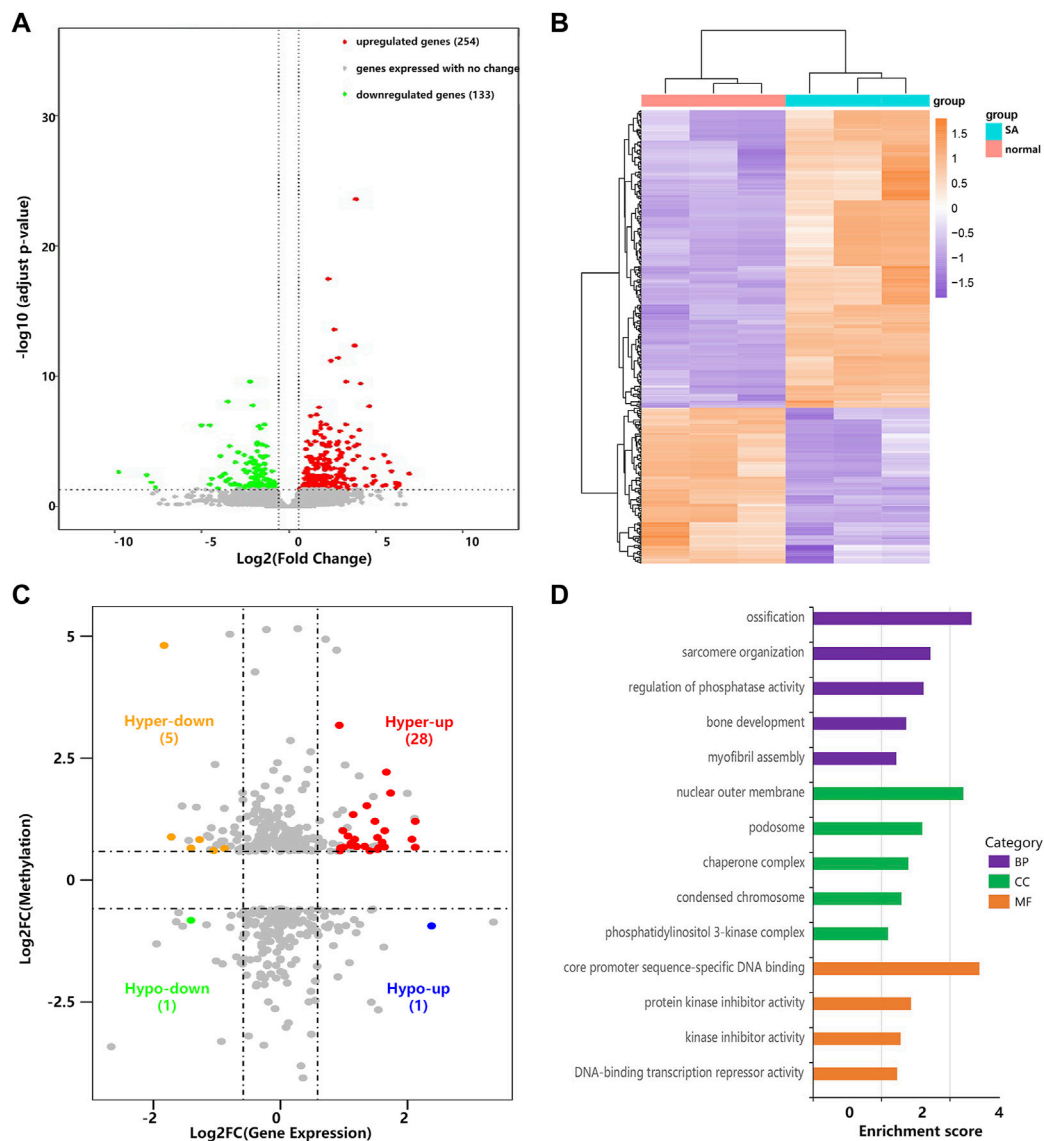 A
upregulated genes (254)
genes expressed with no change
downregulated genes (133)
30
20
10
0
-log10 (adjust p-value)
-10
-5
0
5
10
Log2(Fold Change)
B
group
1.5
1
0.5
0
−0.5
−1
−1.5
group
SA
normal
C
5
2.5
0
-2.5
Log2FC(Methylation)
Hyper-down
(5)
Hyper-up
(28)
Hypo-down
(1)
Hypo-up
(1)
-2
0
2
Log2FC(Gene Expression)
D
ossification
sarcomere organization
regulation of phosphatase activity
bone development
myofibril assembly
nuclear outer membrane
podosome
chaperone complex
condensed chromosome
phosphatidylinositol 3-kinase complex
core promoter sequence-specific DNA binding
protein kinase inhibitor activity
kinase inhibitor activity
DNA-binding transcription repressor activity
Category
BP
CC
MF
0
2
4
Enrichment score